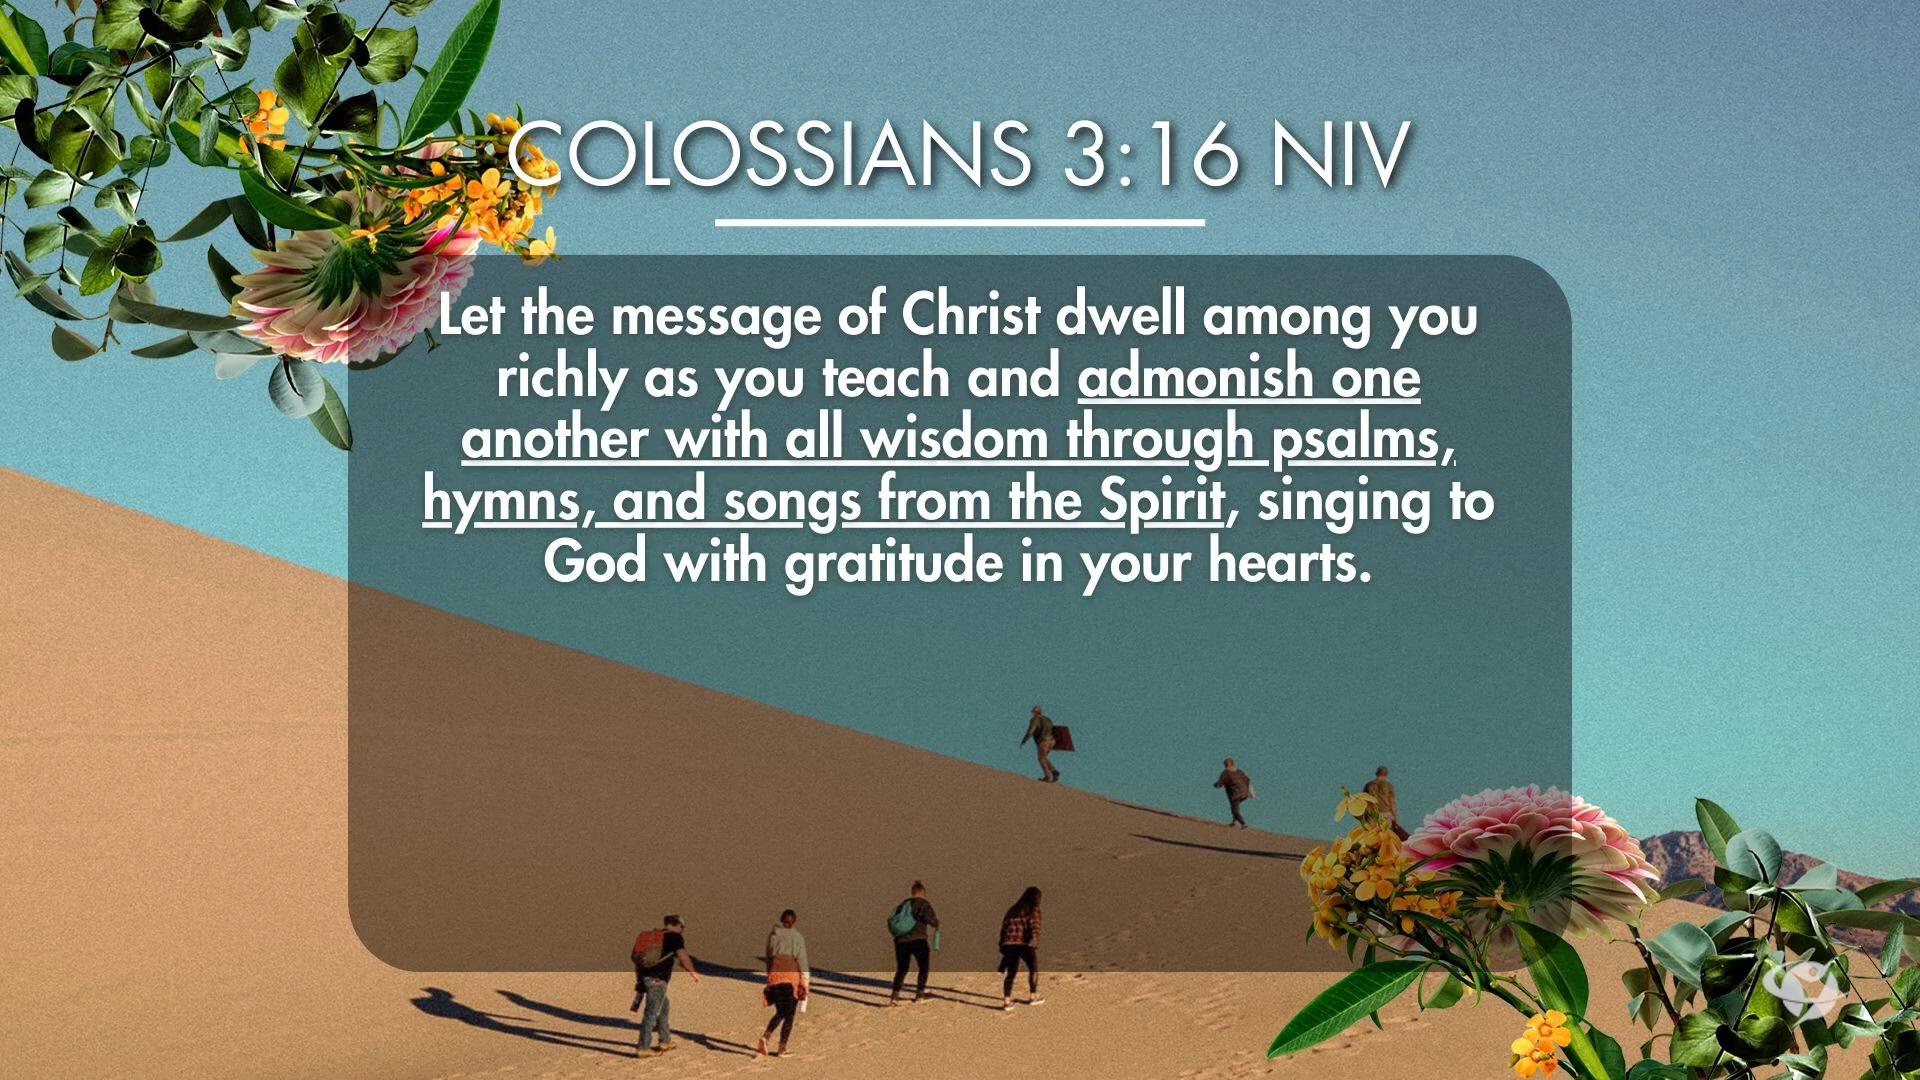 COLOSSIANS 3:16 NIV
Let the message of Christ dwell among you
richly as you teach and admonish one
another with all wisdom through psalms,
hymns, and songs from the Spirit, singing to
God with gratitude in your hearts.